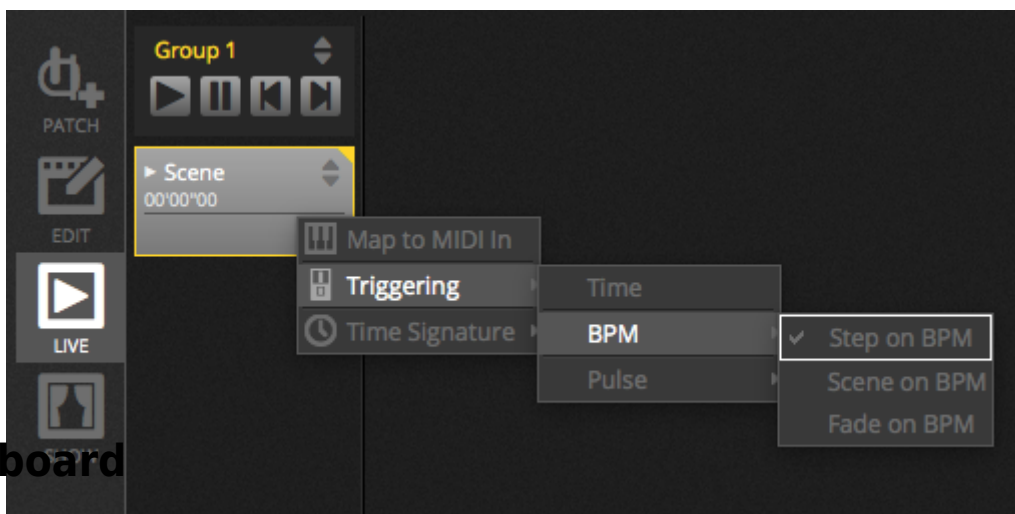 Group 1
PATCH
Scene
00'00"00
EDIT
Map to MIDI In
Triggering
Time
Time Signature
BPM
Step on BPM
LIVE
Pulse
Scene on BPM
Fade on BPM
board